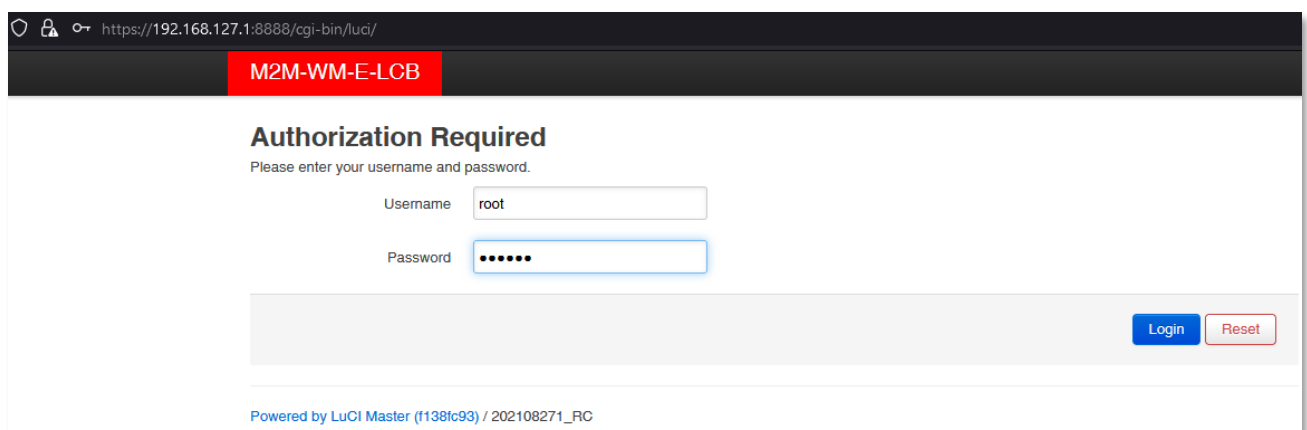 https://192.168.127.1:8888/cgi-bin/luci/
M2M-WM-E-LCB
Authorization Required
Please enter your username and password.
Username root
Password ••••••
Login Reset
Powered by LuCI Master (f138fc93) / 202108271_RC